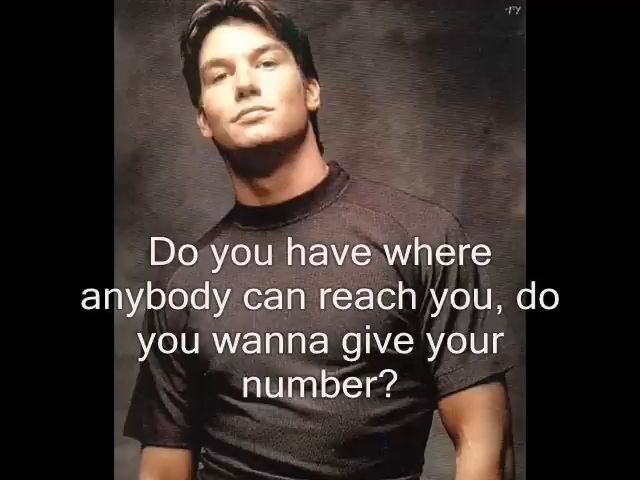 Do you have where
anybody can reach you, do
you wanna give your
number?